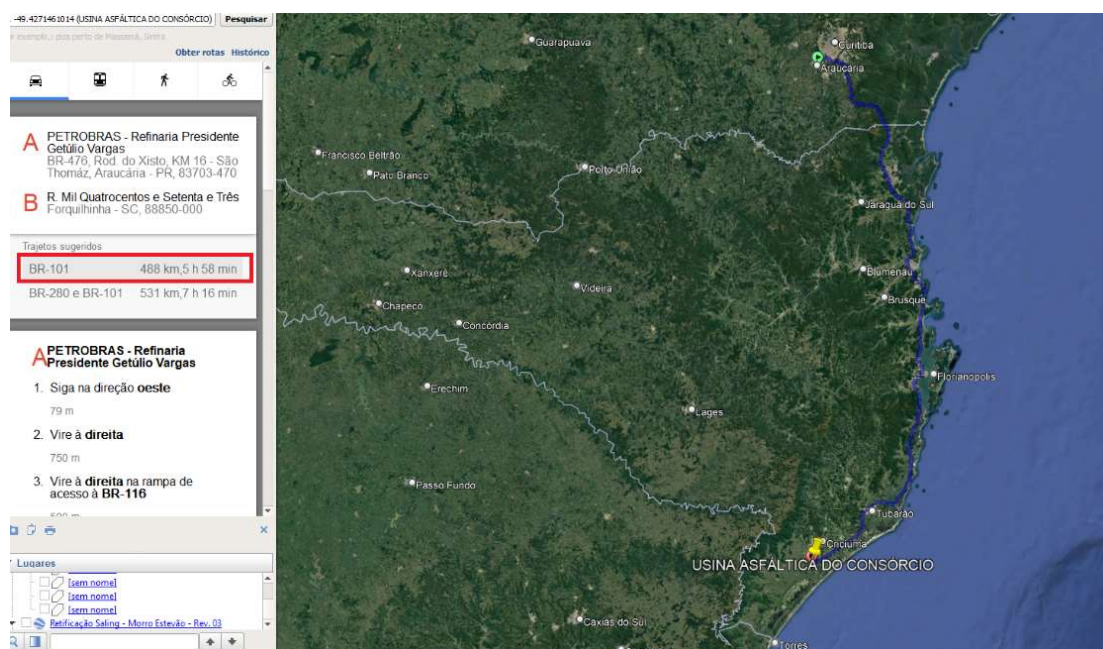 -49.4271461014 (USINA ASFÁLTICA DO CONSÓRCIO) Pesquisar
Obter rotas Histórico
A PETROBRAS - Refinaria Presidente
Getúlio Vargas
BR-476, Rod. do Xisto, KM 16 - São
Thomáz, Araucária - PR, 83703-470
B R. Mil Quatrocentos e Setenta e Três
Forquilhinha - SC, 88850-000
Trajetos sugeridos
BR-101 488 km,5 h 58 min
BR-280 e BR-101 531 km,7 h 16 min
A PETROBRAS - Refinaria
Presidente Getúlio Vargas
1. Siga na direção oeste
79 m
2. Vire à direita
750 m
3. Vire à direita na rampa de
acesso à BR-116
Lugares
[sem nome]
[sem nome]
[sem nome]
Retificação Saling - Morro Estevão - Rev. 03
Guarapuava
Curitiba
Araucária
Francisco Beltrão
Pato Branco
Porto União
Jaraguá do Sul
Xanxerê
Blumenau
Videira
Chapecó
Brusque
Concórdia
Florianopolis
Erechim
Lages
Passo Fundo
Tubarão
Criciúma
USINA ASFÁLTICA DO CONSÓRCIO
Caxias do Sul
Torres